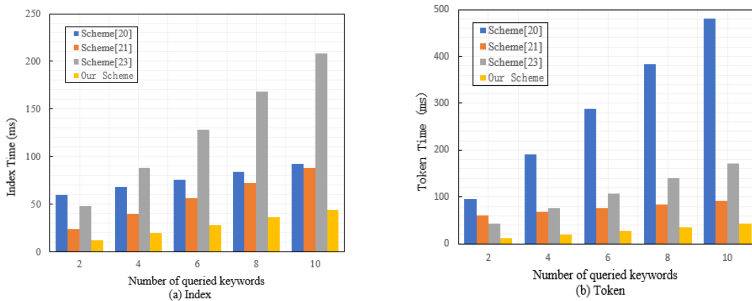 250
200
150
100
50
0
Index Time (ms)
Scheme[20]
Scheme[21]
Scheme[23]
Our Scheme
2 4 6 8 10
Number of queried keywords
(a) Index
500
400
300
200
100
0
Token Time (ms)
Scheme[20]
Scheme[21]
Scheme[23]
Our Scheme
2 4 6 8 10
Number of queried keywords
(b) Token